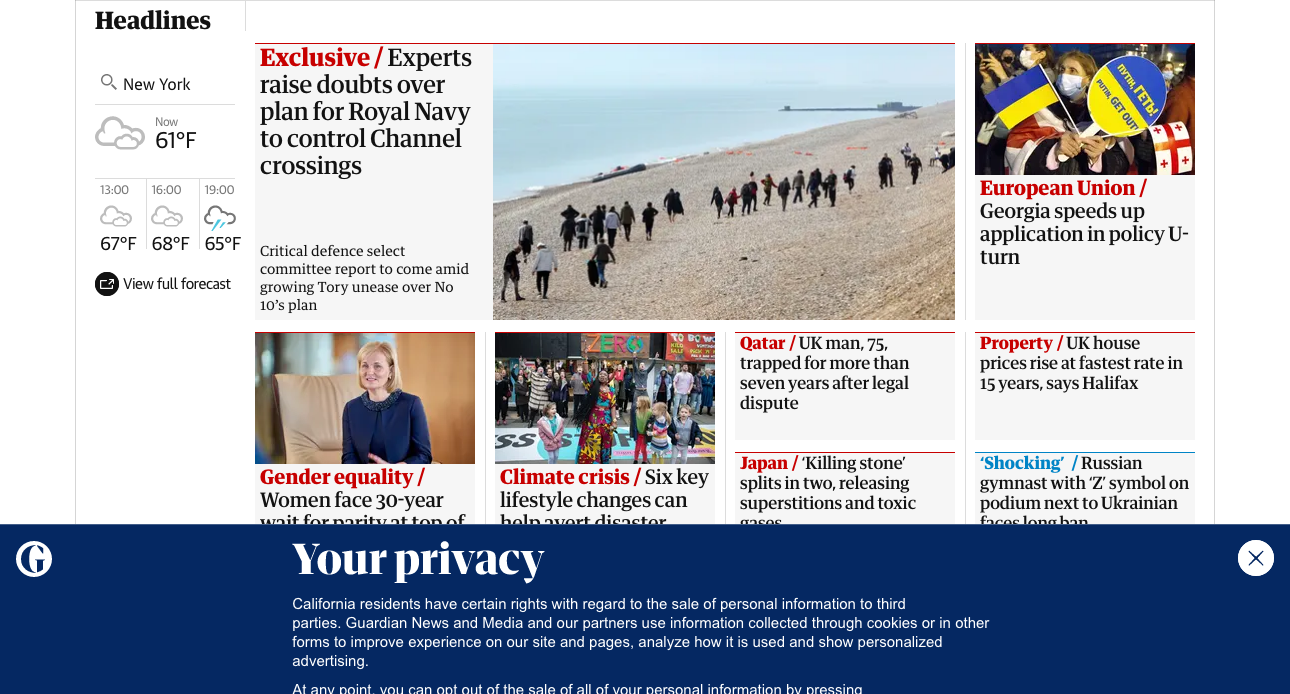 Headlines
New York
Now
61°F
13:00
16:00
19:00
67°F
68°F
65°F
View full forecast
Exclusive / Experts
raise doubts over
plan for Royal Navy
to control Channel
crossings
Critical defence select
committee report to come amid
growing Tory unease over No
10’s plan
ПУТІН, ГЕТЬ!
PUTIN, GET OUT!
European Union /
Georgia speeds up
application in policy U-
turn
Gender equality /
Women face 30-year
wait for parity at top of
ZERO
Climate crisis / Six key
lifestyle changes can
help avert disaster
Qatar / UK man, 75,
trapped for more than
seven years after legal
dispute
Property / UK house
prices rise at fastest rate in
15 years, says Halifax
Japan / ‘Killing stone’
splits in two, releasing
superstitions and toxic
gases
‘Shocking’ / Russian
gymnast with ‘Z’ symbol on
podium next to Ukrainian
faces long ban
G
Your privacy
California residents have certain rights with regard to the sale of personal information to third
parties. Guardian News and Media and our partners use information collected through cookies or in other
forms to improve experience on our site and pages, analyze how it is used and show personalized
advertising.
At any point, you can opt out of the sale of all of your personal information by pressing